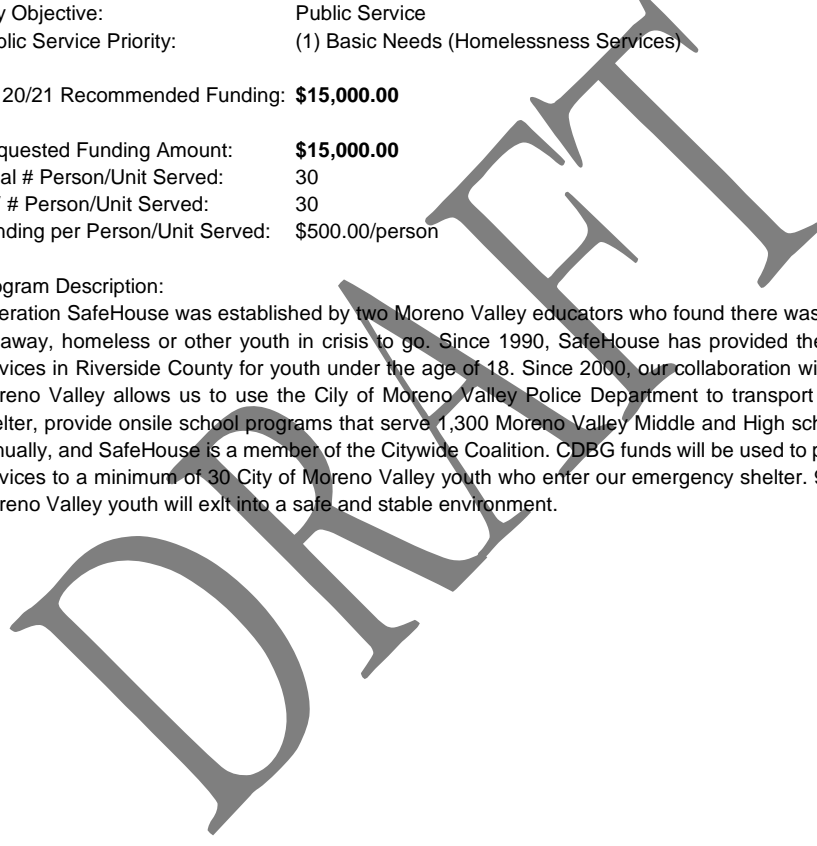 y Objective: Public Service
blic Service Priority: (1) Basic Needs (Homelessness Services)
20/21 Recommended Funding: $15,000.00
quested Funding Amount: $15,000.00
al # Person/Unit Served: 30
# Person/Unit Served: 30
nding per Person/Unit Served: $500.00/person
ogram Description:
eration SafeHouse was established by two Moreno Valley educators who found there was
away, homeless or other youth in crisis to go. Since 1990, SafeHouse has provided the
vices in Riverside County for youth under the age of 18. Since 2000, our collaboration wi
reno Valley allows us to use the City of Moreno Valley Police Department to transport
elter, provide onsile school programs that serve 1,300 Moreno Valley Middle and High sch
nually, and SafeHouse is a member of the Citywide Coalition. CDBG funds will be used to p
vices to a minimum of 30 City of Moreno Valley youth who enter our emergency shelter. 9
reno Valley youth will exlt into a safe and stable environment.
DRAFT